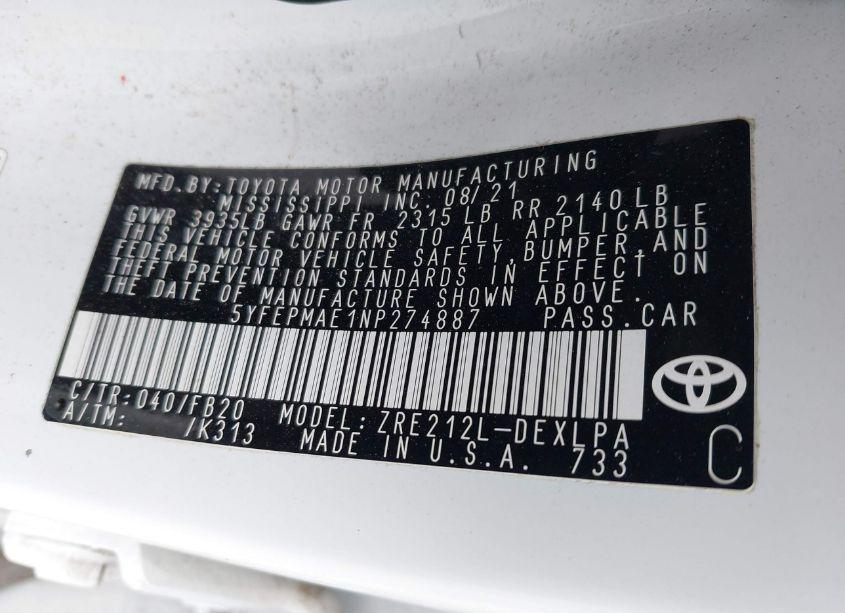 MFD. BY: TOYOTA MOTOR MANUFACTURING
MISSISSIPPI INC. 08/21
GVWR 3935LB GAWR FR 2315 LB RR 2140 LB
THIS VEHICLE CONFORMS TO ALL APPLICABLE
FEDERAL MOTOR VEHICLE SAFETY, BUMPER, AND
THEFT PREVENTION STANDARDS IN EFFECT ON
THE DATE OF MANUFACTURE SHOWN ABOVE.
5YFEPMAE1NP274887 PASS. CAR
C/TR: 040/FB20 MODEL: ZRE212L-DEXLPA
A/TM: /K313 MADE IN U.S.A. 733
C